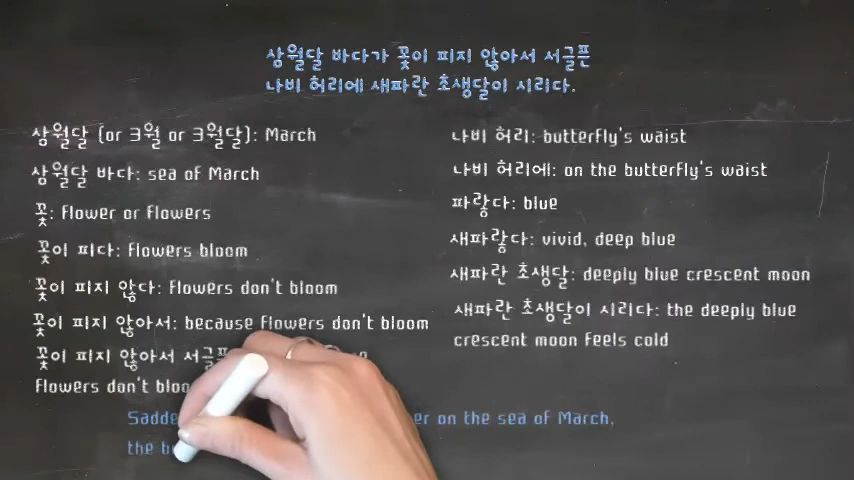 삼월달 바다가 꽃이 피지 않아서 서글픈
나비 허리에 새파란 초생달이 시리다.
삼월달 (or 3월 or 3월달): March
삼월달 바다: sea of March
꽃: flower or flowers
꽃이 피다: flowers bloom
꽃이 피지 않다: flowers don't bloom
꽃이 피지 않아서: because flowers don't bloom
꽃이 피지 않아서
flowers don't
나비 허리: butterfly's waist
나비 허리에: on the butterfly's waist
파랗다: blue
새파랗다: vivid, deep blue
새파란 초생달: deeply blue crescent moon
새파란 초생달이 시리다: the deeply blue
crescent moon feels cold
on the sea of March,
the